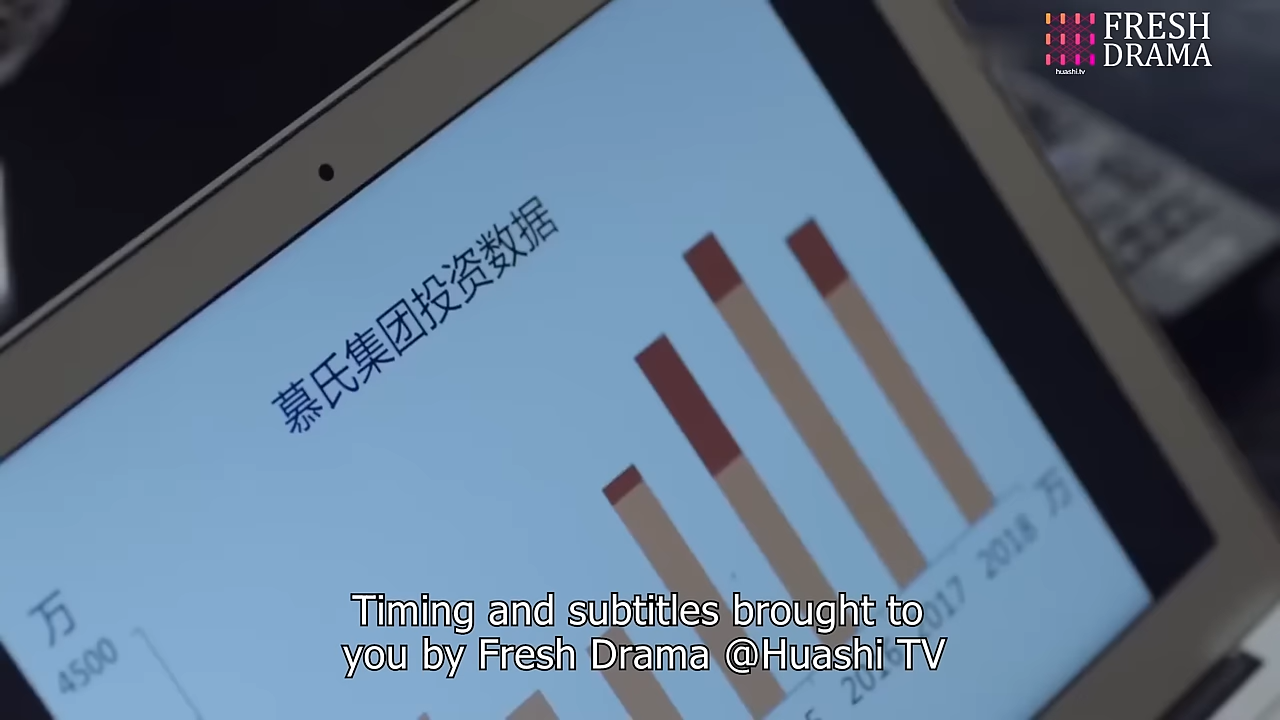 FRESH
DRAMA
huashi.tv
慕氏集团投资数据
万
4500
2016
2017
2018
万
Timing and subtitles brought to
you by Fresh Drama @Huashi TV